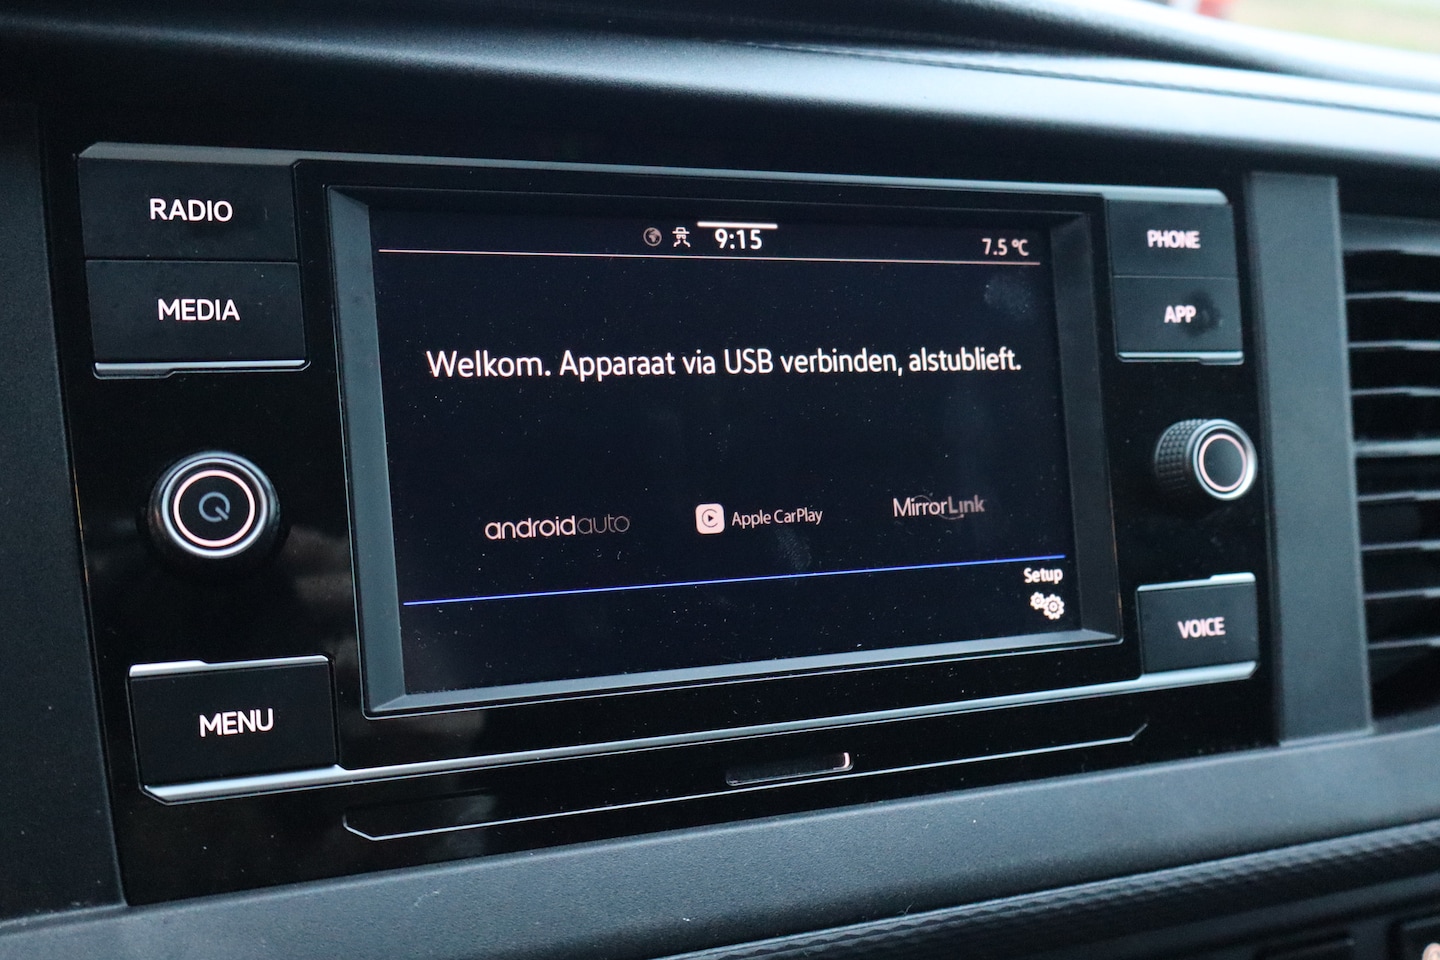 RADIO
MEDIA
MENU
9:15
7.5 ºC
Welkom. Apparaat via USB verbinden, alstublieft.
androidauto
Apple CarPlay
MirrorLink
Setup
PHONE
APP
VOICE